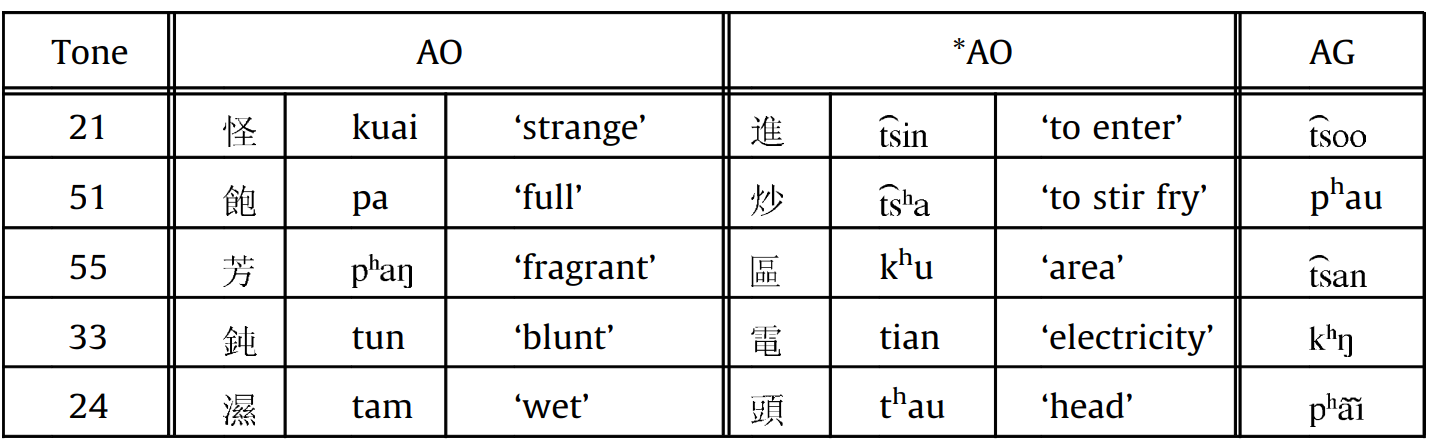 Tone AO *AO AG
21 怪 kuai ‘strange’ 進 t͡sin ‘to enter’ t͡soo
51 飽 pa ‘full’ 炒 t͡sʰa ‘to stir fry’ pʰau
55 芳 pʰaŋ ‘fragrant’ 區 kʰu ‘area’ t͡san
33 鈍 tun ‘blunt’ 電 tian ‘electricity’ kʰŋ
24 濕 tam ‘wet’ 頭 tʰau ‘head’ pʰãĩ